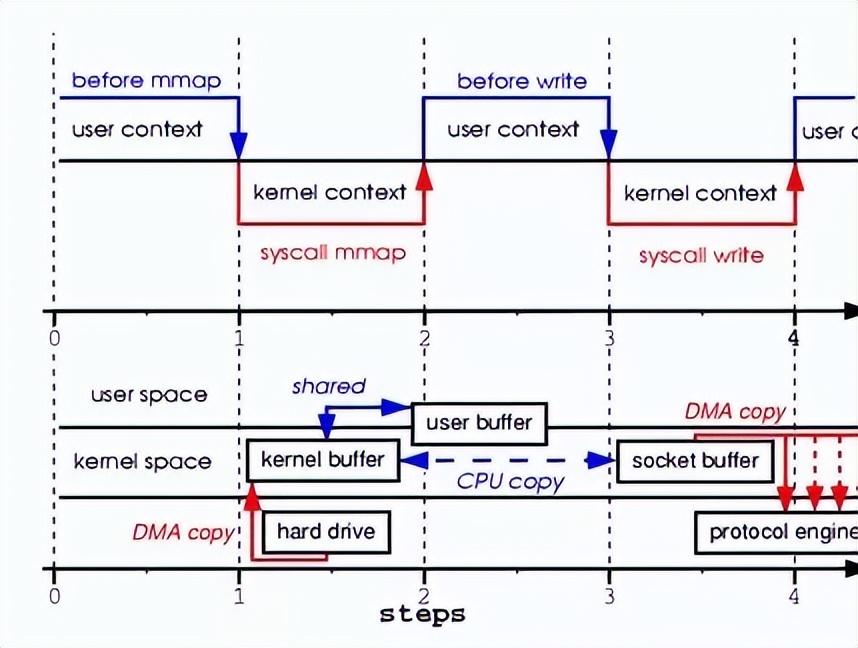 before mmap
before write
user context
user context
user c
kernel context
kernel context
syscall mmap
syscall write
0 1 2 3 4
shared
user space
user buffer
DMA copy
kernel space
kernel buffer
socket buffer
CPU copy
DMA copy
hard drive
protocol engine
0 1 2 3 4
steps